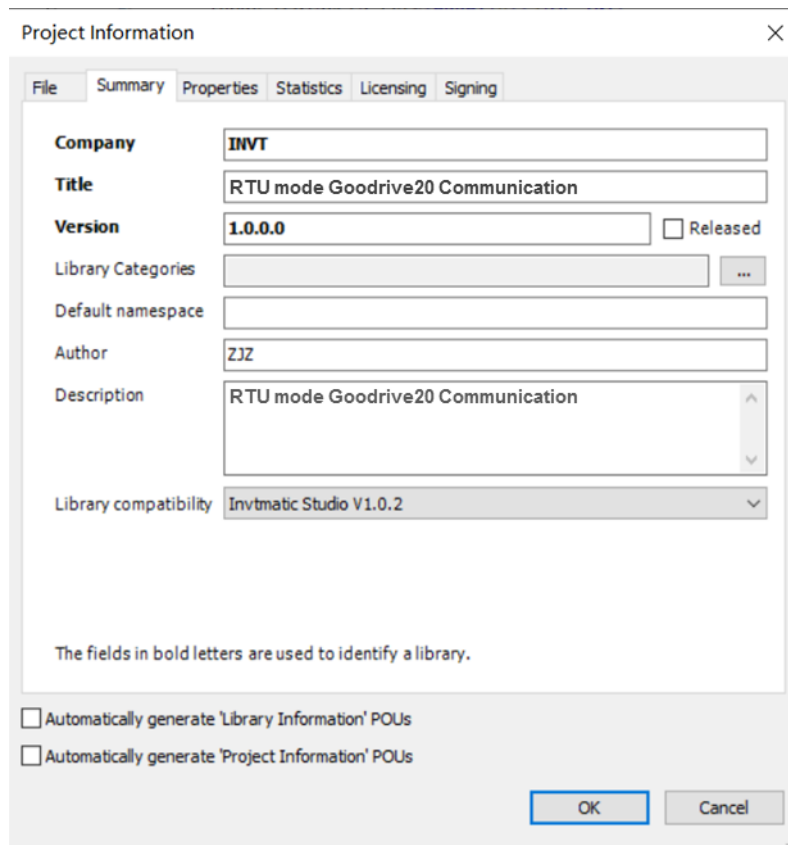 Project Information
File Summary Properties Statistics Licensing Signing
Company INVT
Title RTU mode Goodrive20 Communication
Version 1.0.0.0 Released
Library Categories ...
Default namespace
Author ZJZ
Description RTU mode Goodrive20 Communication
Library compatibility Invtmatic Studio V1.0.2
The fields in bold letters are used to identify a library.
Automatically generate 'Library Information' POUs
Automatically generate 'Project Information' POUs
OK Cancel